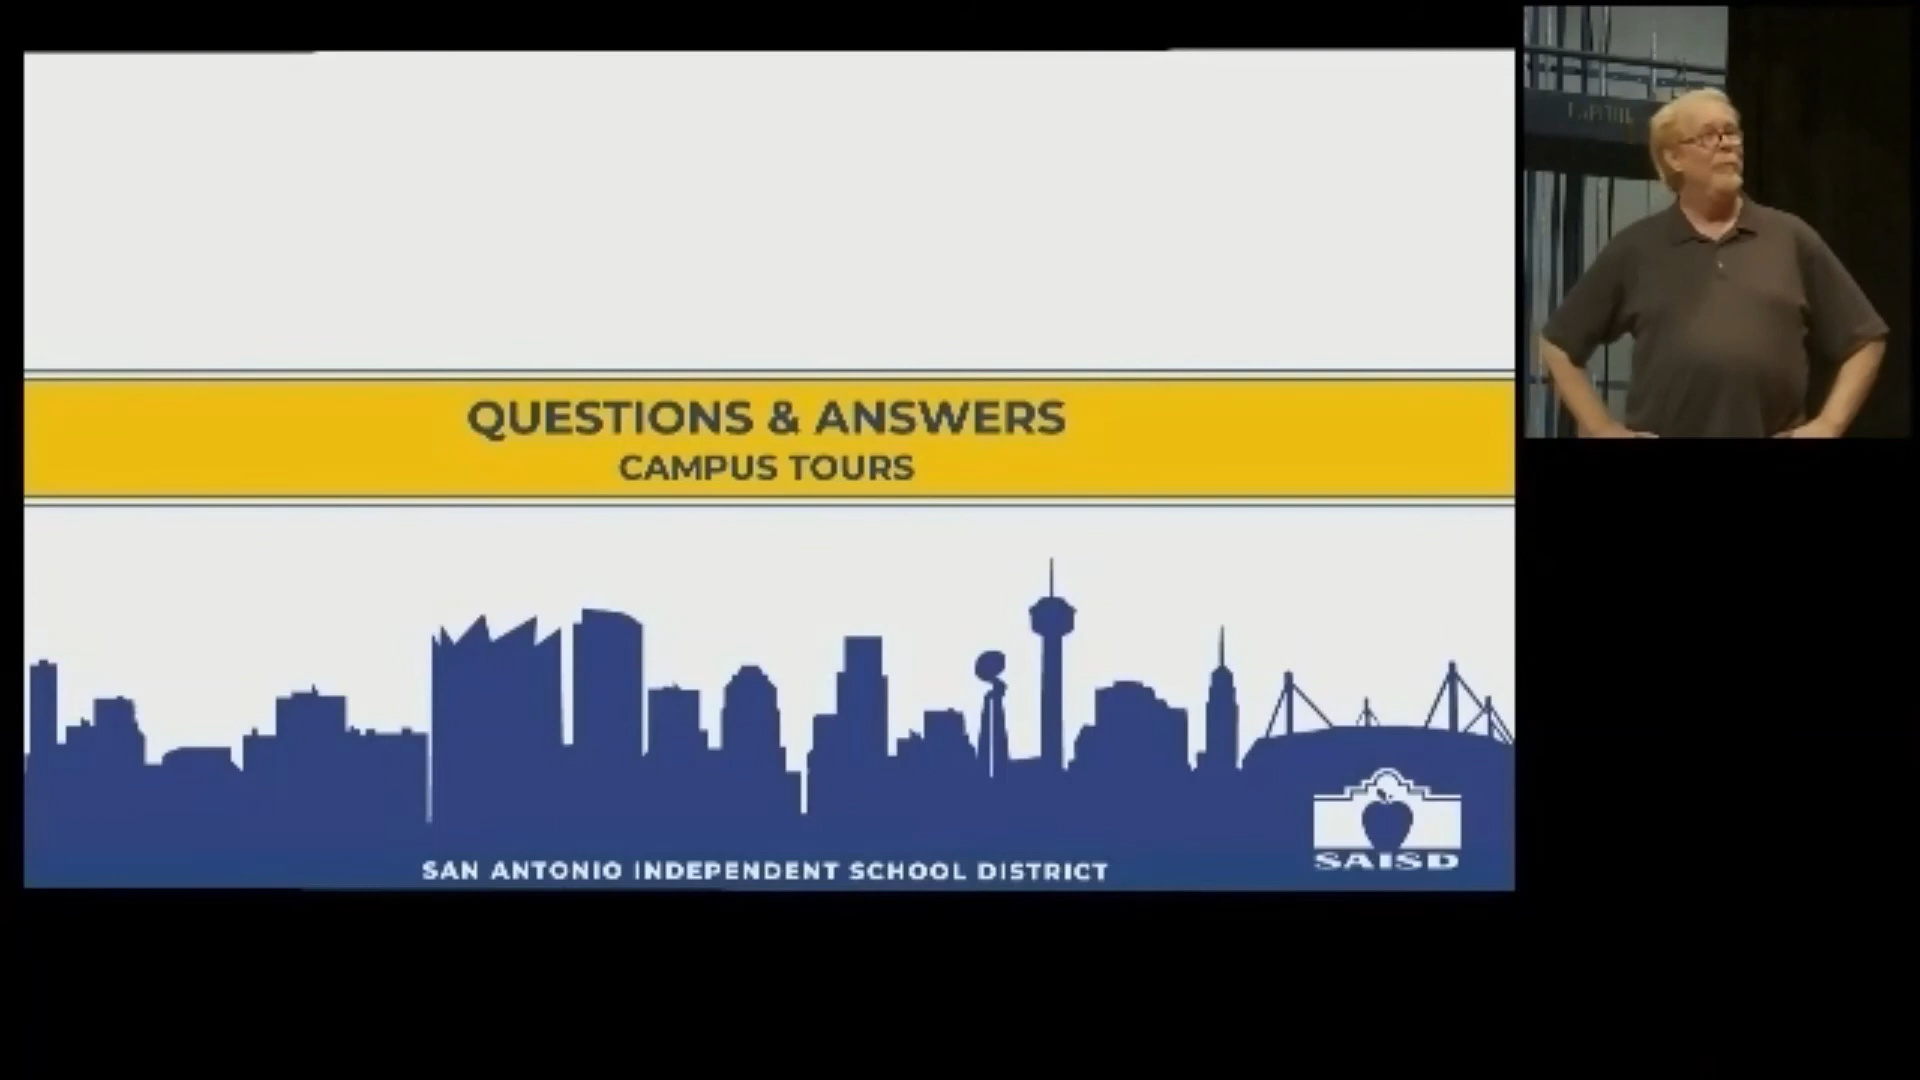 QUESTIONS & ANSWERS
CAMPUS TOURS
SAN ANTONIO INDEPENDENT SCHOOL DISTRICT
SAISD